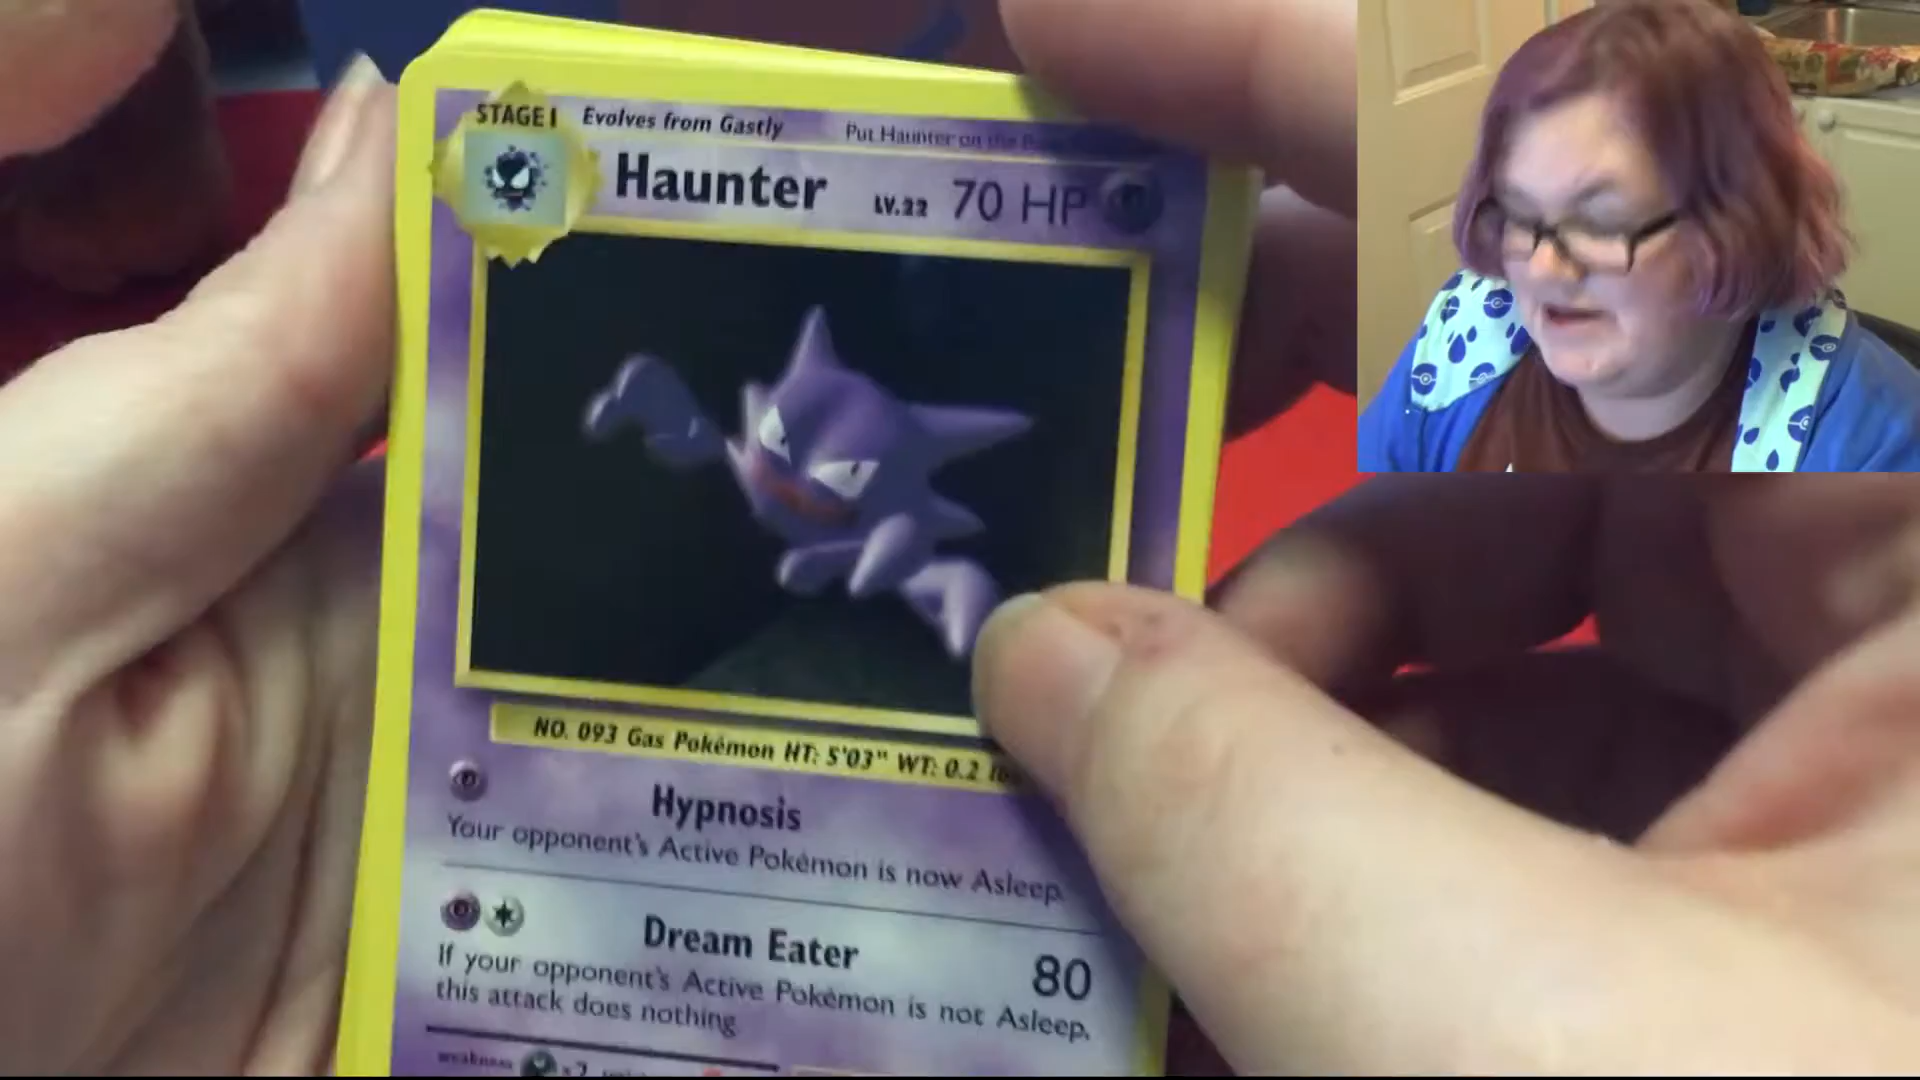 STAGE 1 Evolves from Gastly Put Haunter on the
Haunter LV.22 70 HP
NO. 093 Gas Pokémon HT: 5'03" WT: 0.2
Hypnosis
Your opponent's Active Pokémon is now Asleep.
Dream Eater 80
If your opponent's Active Pokémon is not Asleep,
this attack does nothing.
weakness ×2